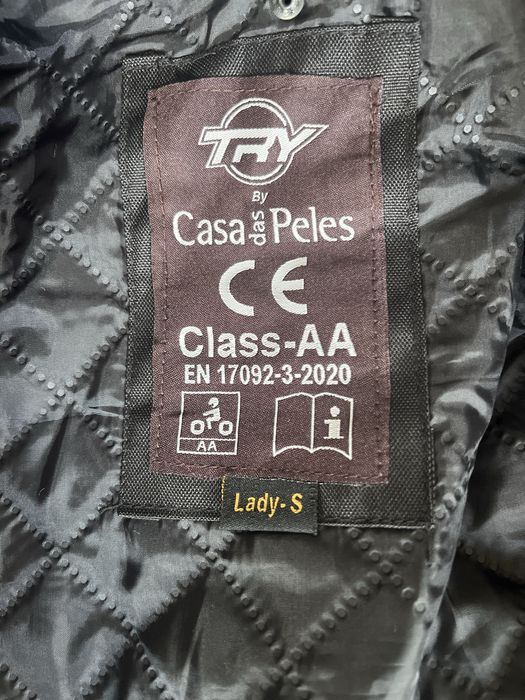 TRY
By
Casa das Peles
CE
Class-AA
EN 17092-3-2020
AA
i
Lady-S